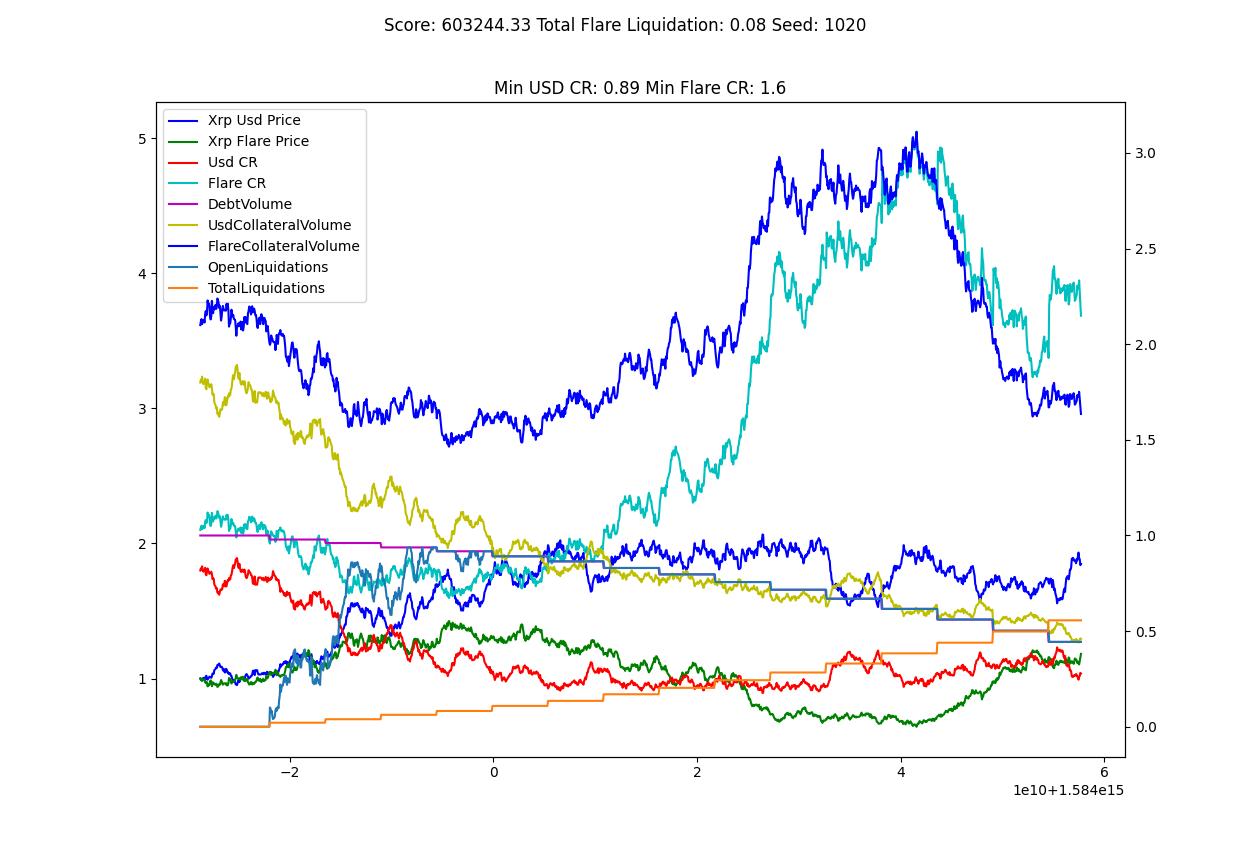 Score: 603244.33 Total Flare Liquidation: 0.08 Seed: 1020
Min USD CR: 0.89 Min Flare CR: 1.6
Xrp Usd Price
Xrp Flare Price
Usd CR
Flare CR
DebtVolume
UsdCollateralVolume
FlareCollateralVolume
OpenLiquidations
TotalLiquidations
5
4
3
2
1
3.0
2.5
2.0
1.5
1.0
0.5
0.0
−2
0
2
4
6
1e10+1.584e15